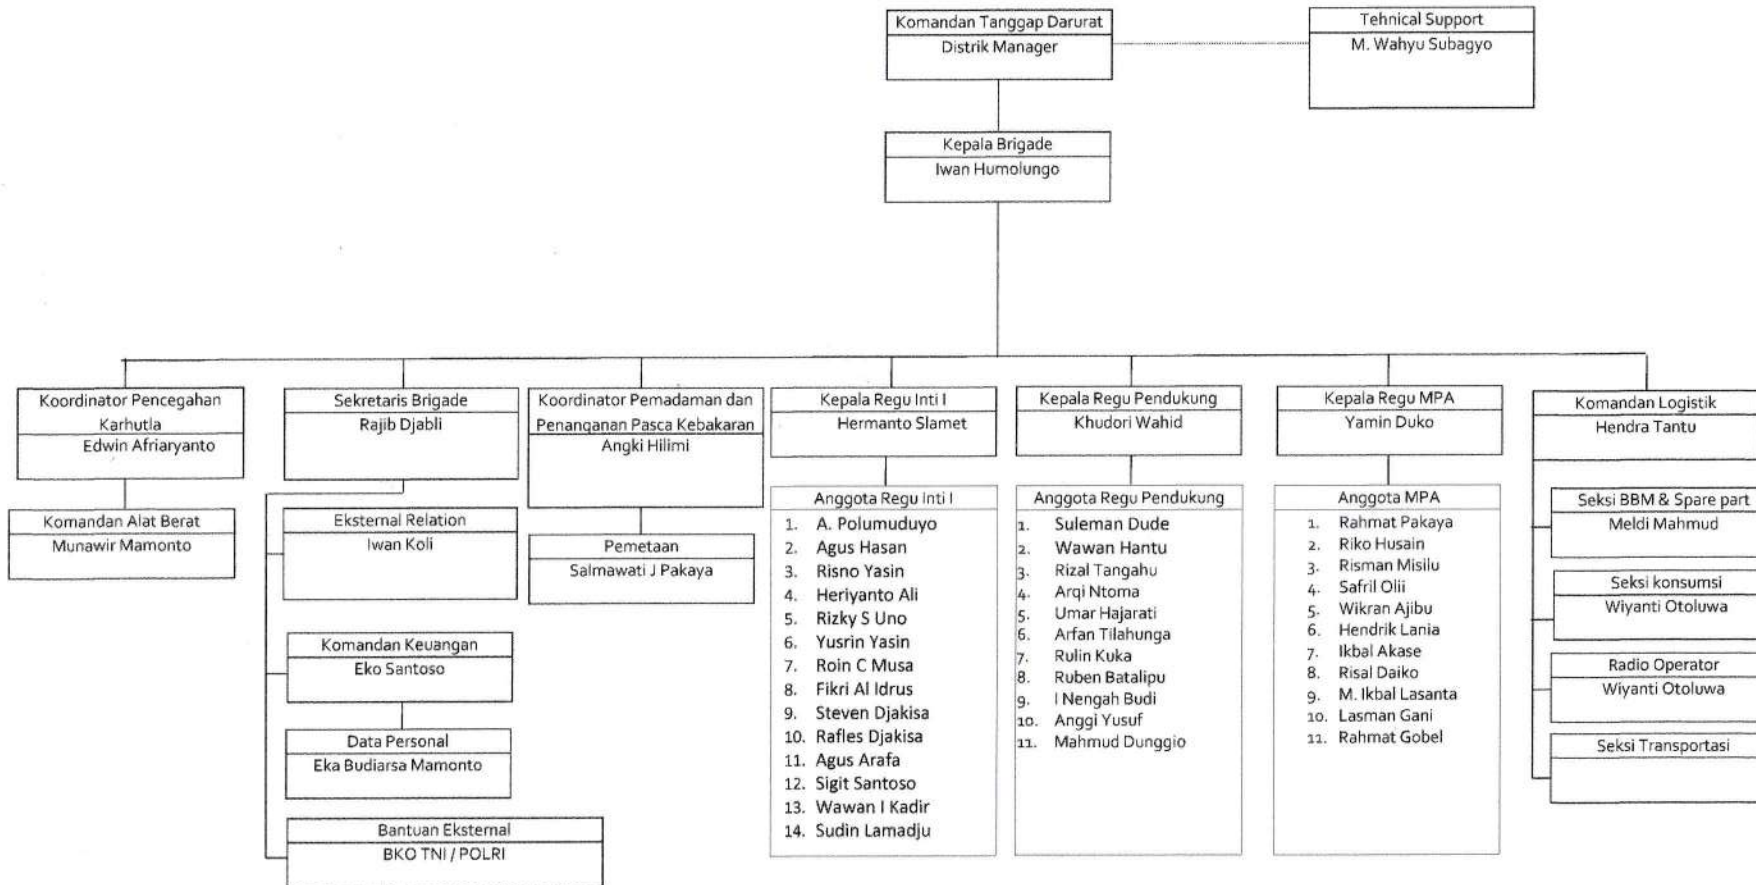 Komandan Tanggap Darurat
Distrik Manager
Tehnical Support
M. Wahyu Subagyo
Kepala Brigade
Iwan Humolungo
Koordinator Pencegahan
Karhutla
Edwin Afriaryanto
Komandan Alat Berat
Munawir Mamonto
Sekretaris Brigade
Rajib Djabli
Eksternal Relation
Iwan Koli
Komandan Keuangan
Eko Santoso
Data Personal
Eka Budiarsa Mamonto
Bantuan Eksternal
BKO TNI / POLRI
Koordinator Pemadaman dan
Penanganan Pasca Kebakaran
Angki Hilimi
Pemetaan
Salmawati J Pakaya
Kepala Regu Inti I
Hermanto Slamet
Anggota Regu Inti I
1. A. Polumuduyo
2. Agus Hasan
3. Risno Yasin
4. Heriyanto Ali
5. Rizky S Uno
6. Yusrin Yasin
7. Roin C Musa
8. Fikri Al Idrus
9. Steven Djakisa
10. Rafles Djakisa
11. Agus Arafa
12. Sigit Santoso
13. Wawan I Kadir
14. Sudin Lamadju
Kepala Regu Pendukung
Khudori Wahid
Anggota Regu Pendukung
1. Suleman Dude
2. Wawan Hantu
3. Rizal Tangahu
4. Arqi Ntoma
5. Umar Hajarati
6. Arfan Tilahunga
7. Rulin Kuka
8. Ruben Batalipu
9. I Nengah Budi
10. Anggi Yusuf
11. Mahmud Dunggio
Kepala Regu MPA
Yamin Duko
Anggota MPA
1. Rahmat Pakaya
2. Riko Husain
3. Risman Misilu
4. Safril Olii
5. Wikran Ajibu
6. Hendrik Lania
7. Ikbal Akase
8. Risal Daiko
9. M. Ikbal Lasanta
10. Lasman Gani
11. Rahmat Gobel
Komandan Logistik
Hendra Tantu
Seksi BBM & Spare part
Meldi Mahmud
Seksi konsumsi
Wiyanti Otoluwa
Radio Operator
Wiyanti Otoluwa
Seksi Transportasi